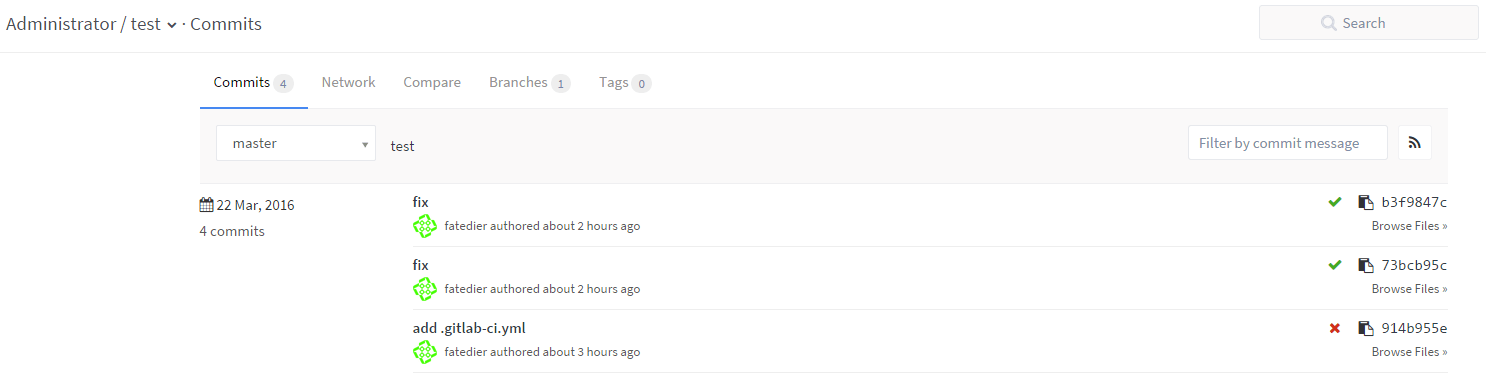 Administrator / test · Commits
Search
Commits 4 Network Compare Branches 1 Tags 0
master test Filter by commit message
22 Mar, 2016
4 commits
fix b3f9847c
fatedier authored about 2 hours ago Browse Files »
fix 73bcb95c
fatedier authored about 2 hours ago Browse Files »
add .gitlab-ci.yml 914b955e
fatedier authored about 3 hours ago Browse Files »